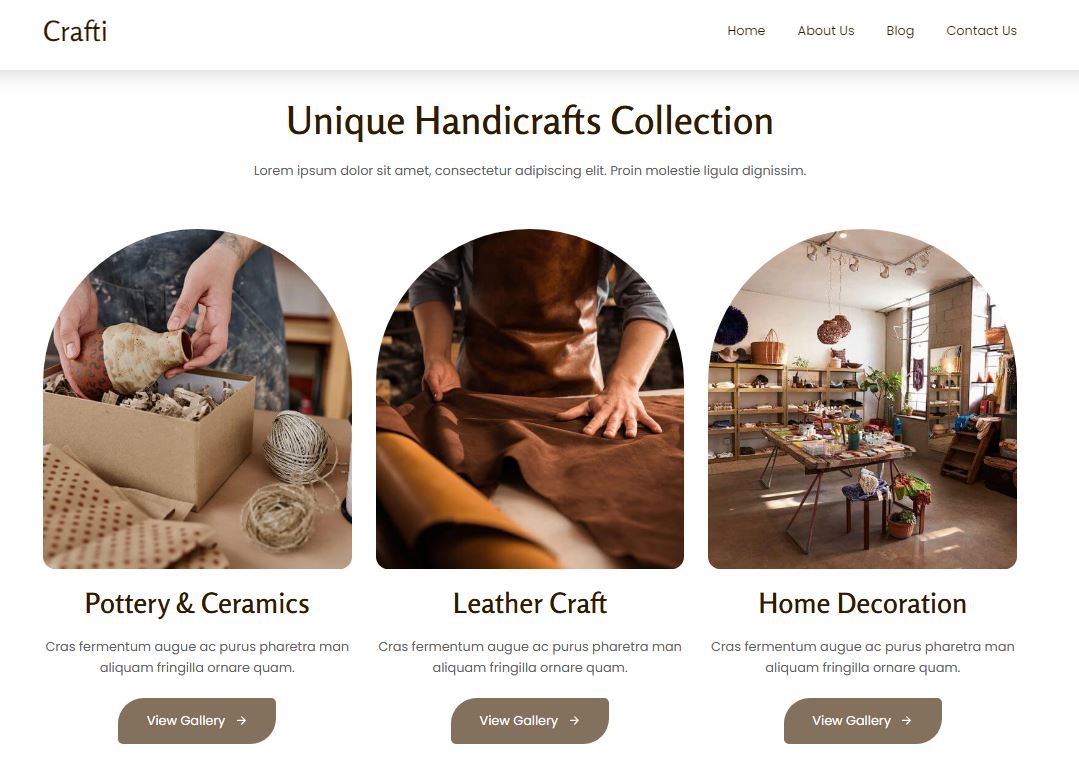 Crafti
Home About Us Blog Contact Us
Unique Handicrafts Collection
Lorem ipsum dolor sit amet, consectetur adipiscing elit. Proin molestie ligula dignissim.
Pottery & Ceramics
Cras fermentum augue ac purus pharetra man
aliquam fringilla ornare quam.
View Gallery →
Leather Craft
Cras fermentum augue ac purus pharetra man
aliquam fringilla ornare quam.
View Gallery →
Home Decoration
Cras fermentum augue ac purus pharetra man
aliquam fringilla ornare quam.
View Gallery →